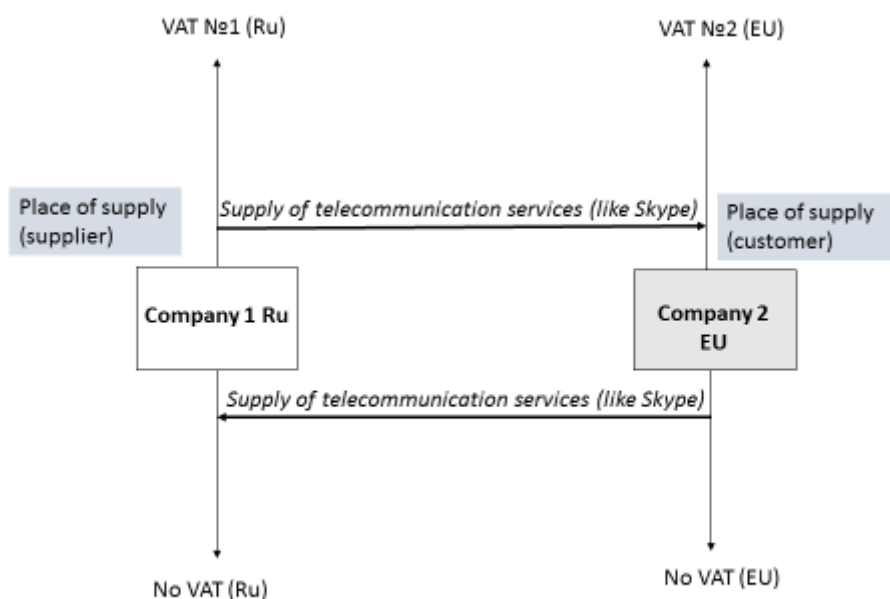 VAT №1 (Ru)
VAT №2 (EU)
Place of supply
(supplier)
Supply of telecommunication services (like Skype)
Place of supply
(customer)
Company 1 Ru
Company 2
EU
Supply of telecommunication services (like Skype)
No VAT (Ru)
No VAT (EU)